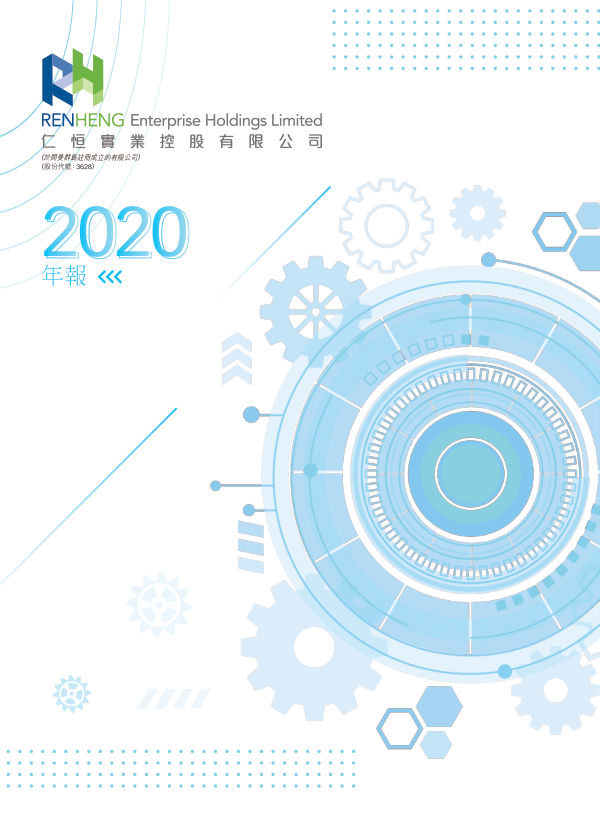 RH
RENHENG Enterprise Holdings Limited
仁恒實業控股有限公司
(於開曼群島註冊成立的有限公司)
(股份代號 : 3628)
2020
年報